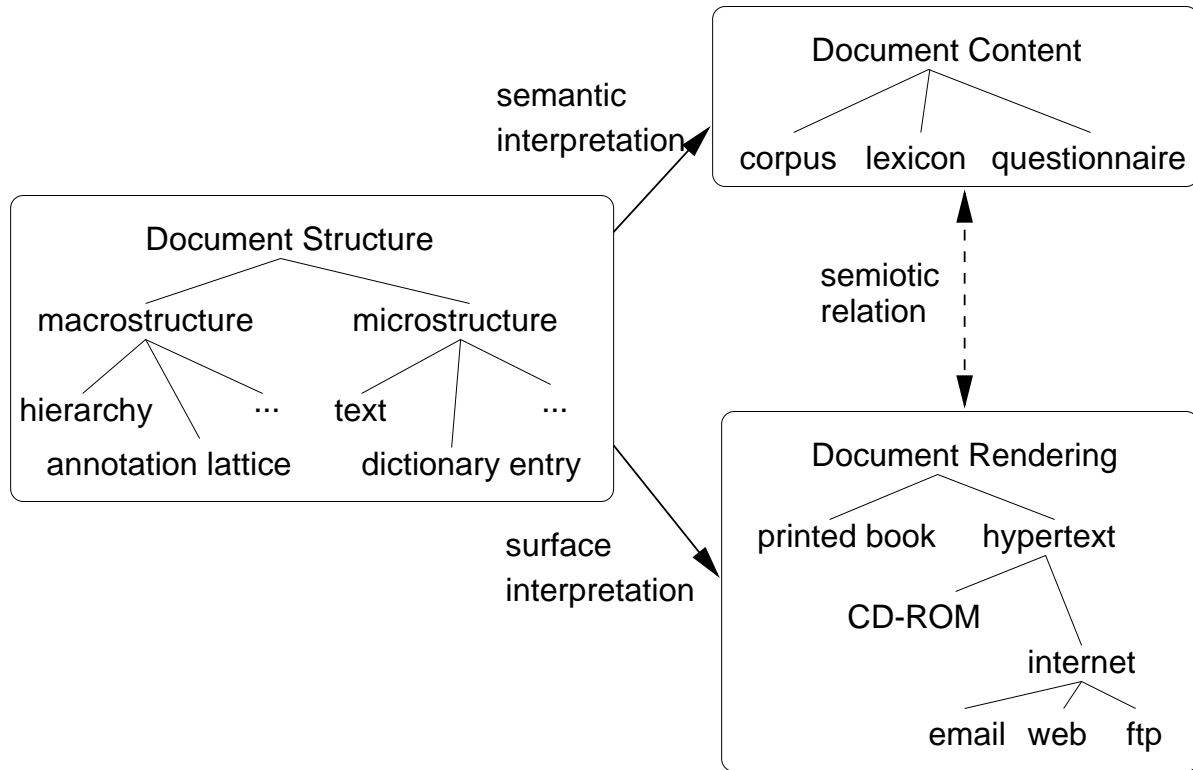 Document Content
semantic
interpretation
corpus lexicon questionnaire
Document Structure
macrostructure microstructure
hierarchy ... text ...
annotation lattice dictionary entry
semiotic
relation
Document Rendering
surface
interpretation
printed book hypertext
CD-ROM
internet
email web ftp